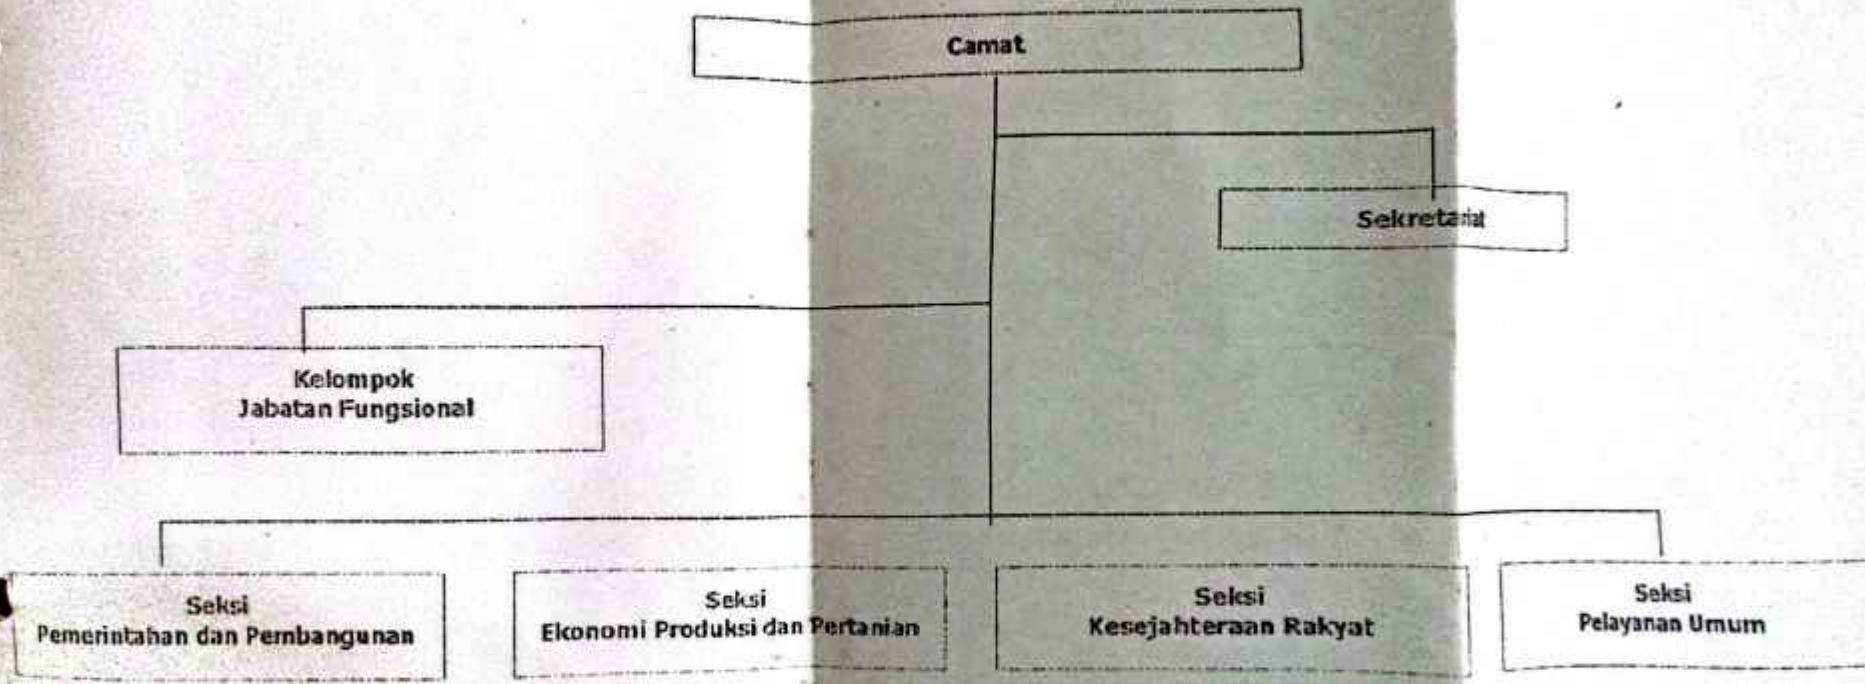 Camat
Sekretariat
Kelompok
Jabatan Fungsional
Seksi
Pemerintahan dan Pembangunan
Seksi
Ekonomi Produksi dan Pertanian
Seksi
Kesejahteraan Rakyat
Seksi
Pelayanan Umum